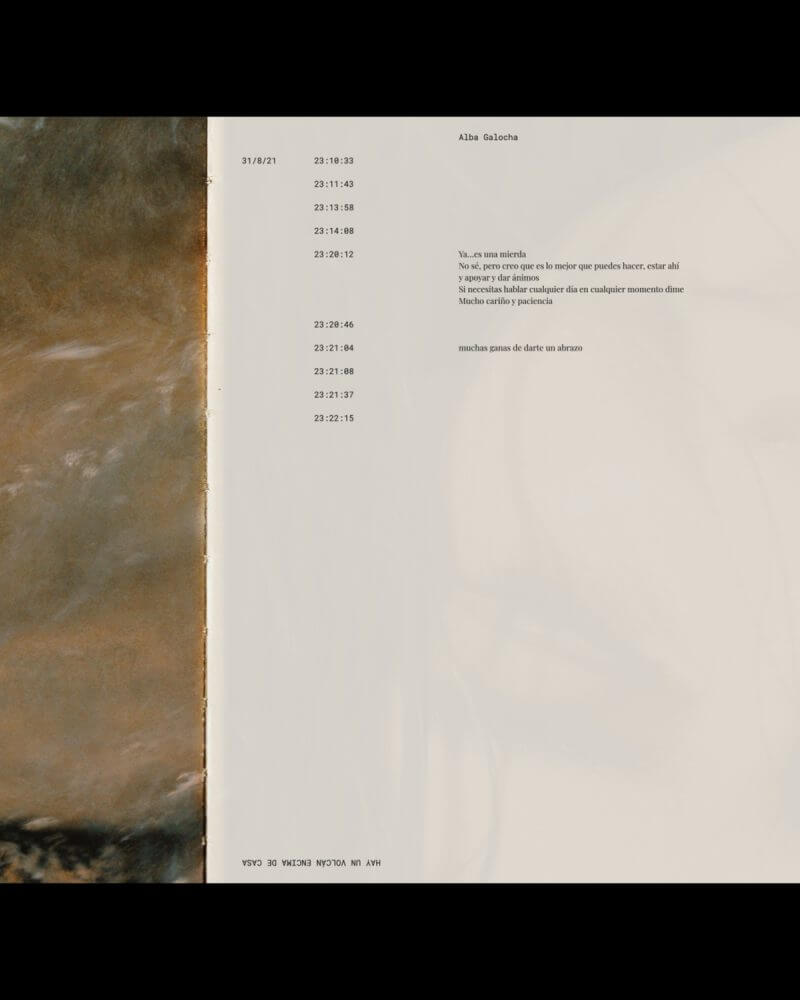 Alba Galocha
31/8/21 23:10:33
23:11:43
23:13:58
23:14:08
23:20:12 Ya...es una mierda
No sé, pero creo que es lo mejor que puedes hacer, estar ahí
y apoyar y dar ánimos
Si necesitas hablar cualquier día en cualquier momento dime
Mucho cariño y paciencia
23:20:46
23:21:04 muchas ganas de darte un abrazo
23:21:08
23:21:37
23:22:15
HAY UN VOLCÁN ENCIMA DE CASA